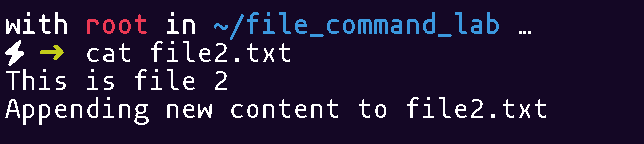 with root in ~/file_command_lab …
⚡ ➜ cat file2.txt
This is file 2
Appending new content to file2.txt